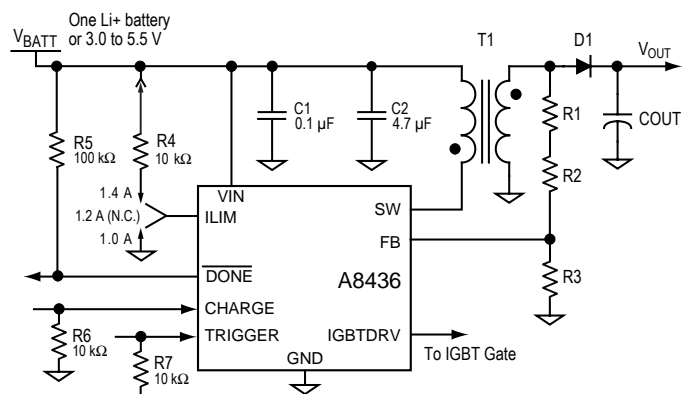 One Li+ battery
or 3.0 to 5.5 V
VBATT
T1
D1
VOUT
C1
0.1 µF
C2
4.7 µF
R1
COUT
R5
100 kΩ
R4
10 kΩ
R2
1.4 A
1.2 A (N.C.)
1.0 A
VIN
ILIM
SW
FB
DONE
A8436
R3
CHARGE
TRIGGER
IGBTDRV
To IGBT Gate
R6
10 kΩ
R7
10 kΩ
GND